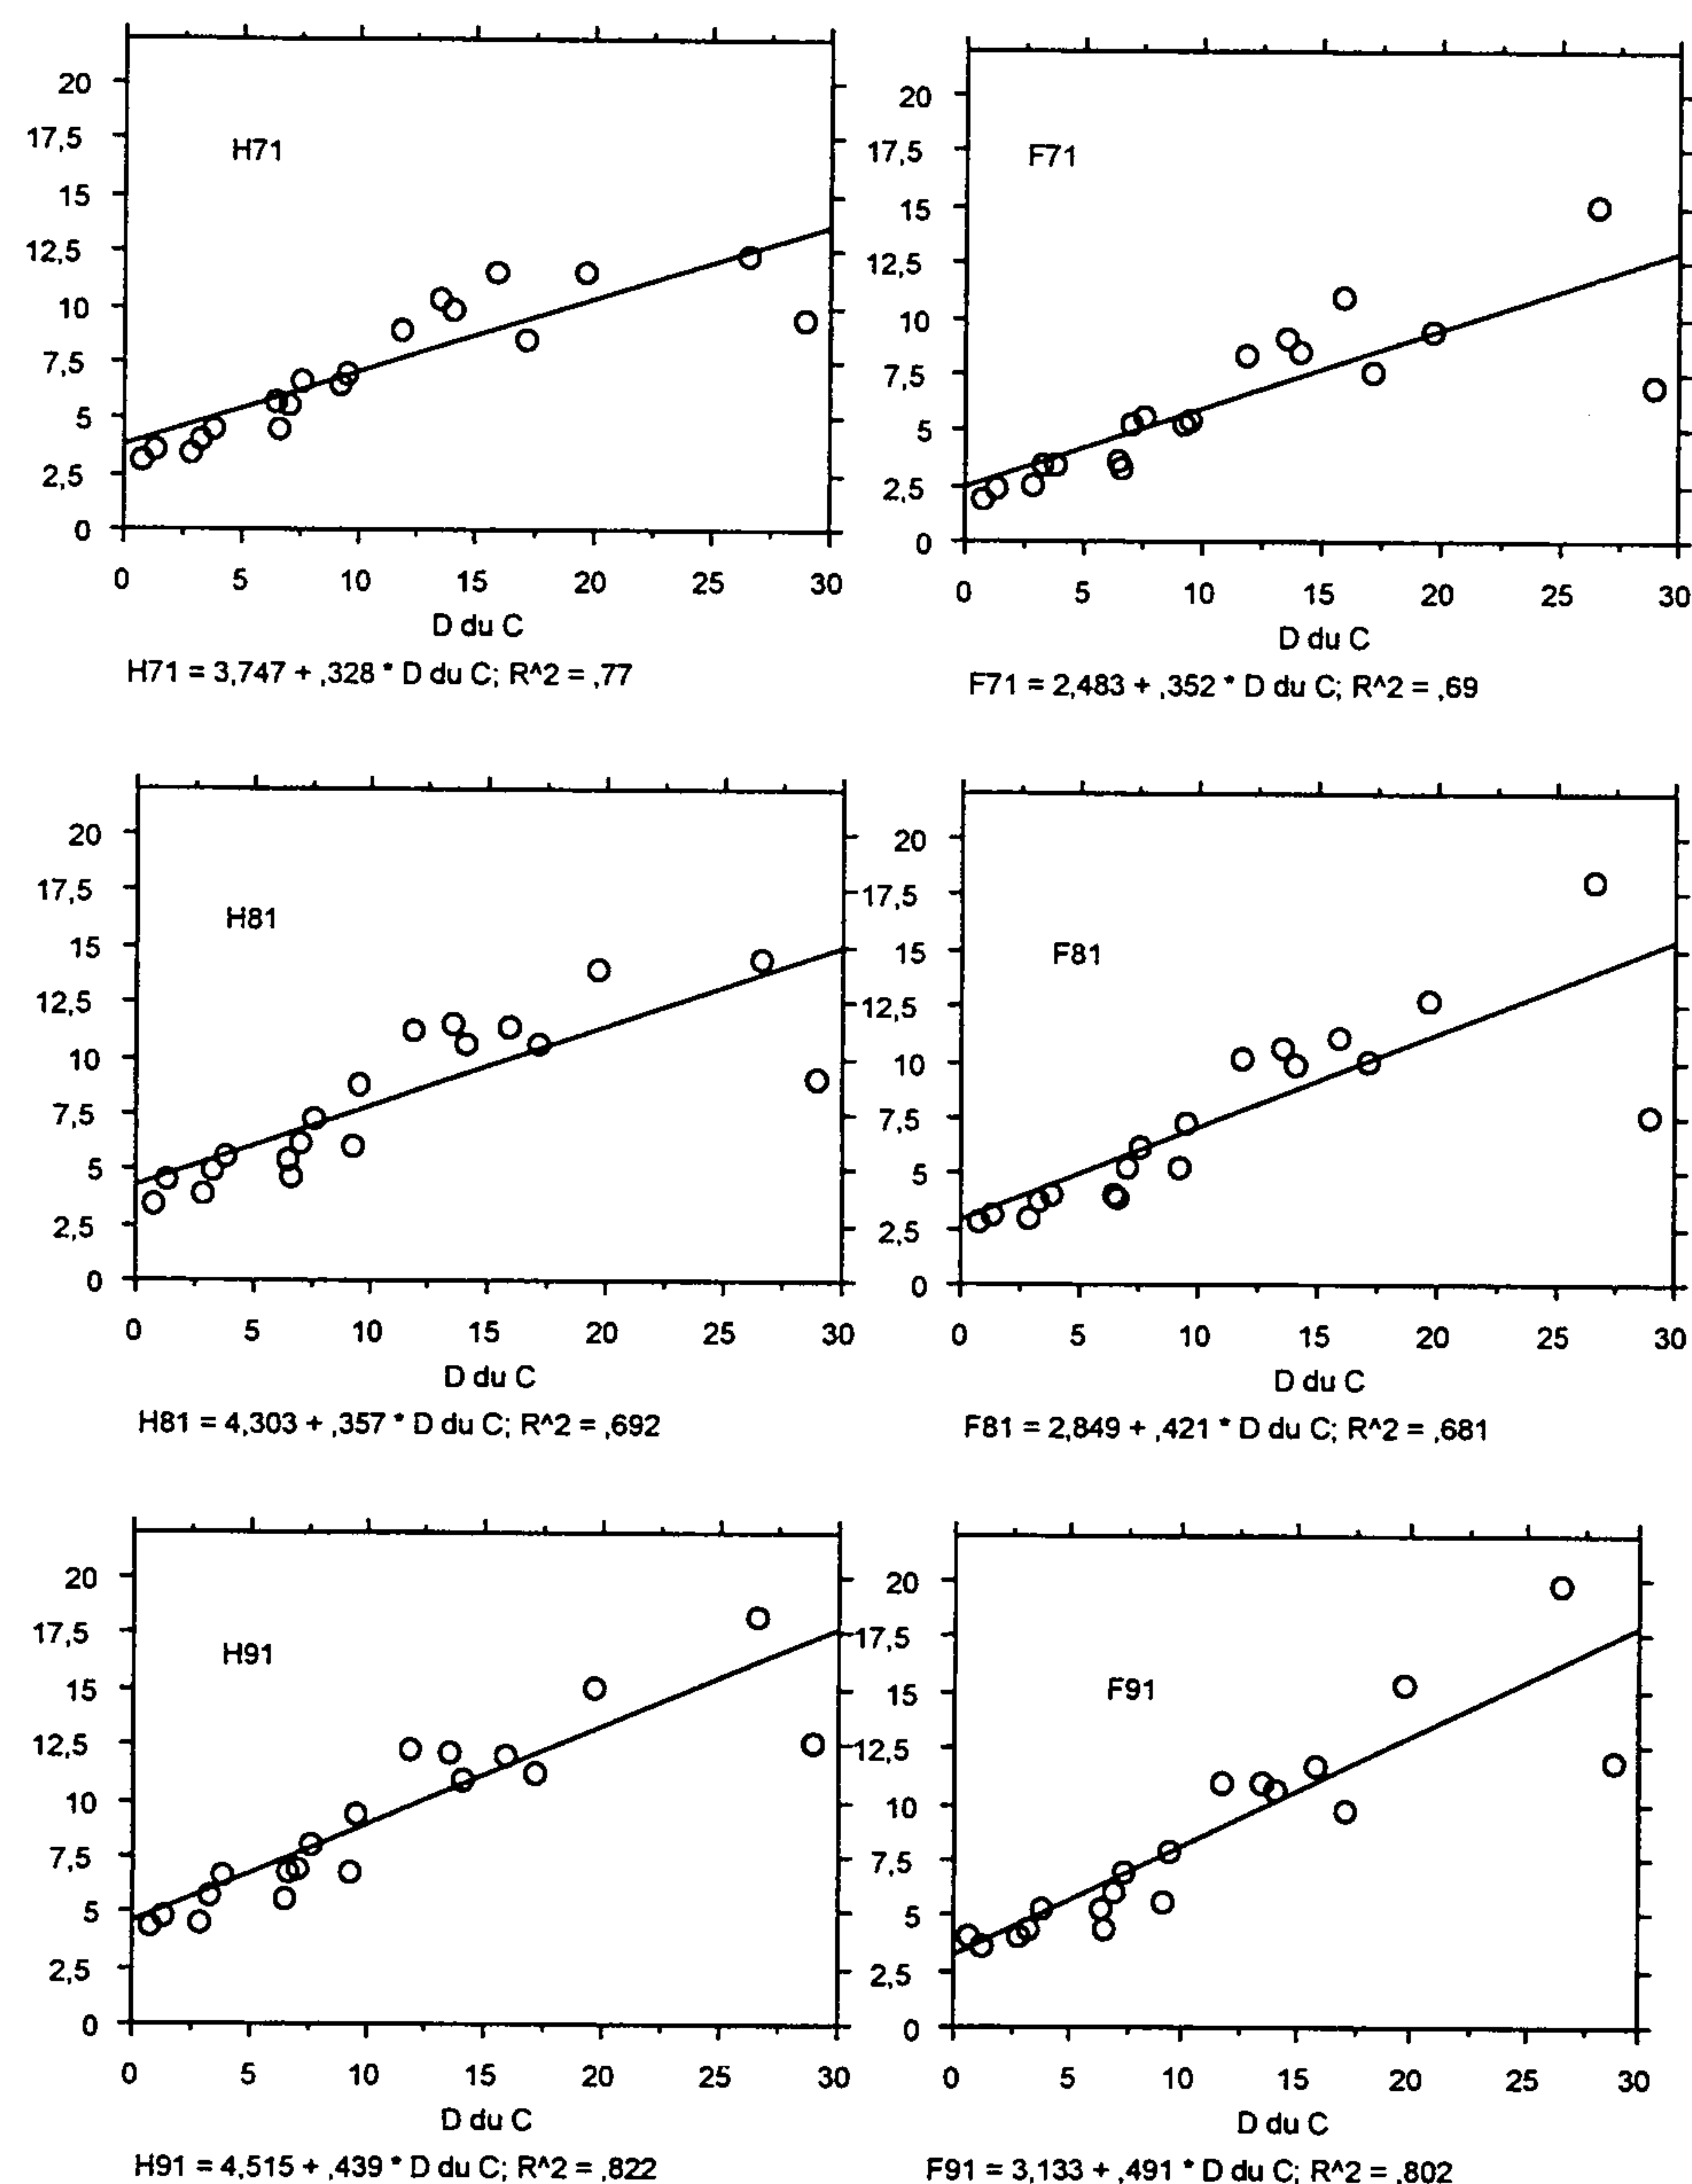 20
17,5
H71
15
12,5
10
7,5
5
2,5
0
0 5 10 15 20 25 30
D du C
H71 = 3,747 + ,328 * D du C; R^2 = ,77
20
17,5
F71
15
12,5
10
7,5
5
2,5
0
0 5 10 15 20 25 30
D du C
F71 = 2,483 + ,352 * D du C; R^2 = ,69
20
17,5
H81
15
12,5
10
7,5
5
2,5
0
0 5 10 15 20 25 30
D du C
H81 = 4,303 + ,357 * D du C; R^2 = ,692
20
17,5
F81
15
12,5
10
7,5
5
2,5
0
0 5 10 15 20 25 30
D du C
F81 = 2,849 + ,421 * D du C; R^2 = ,681
20
17,5
H91
15
12,5
10
7,5
5
2,5
0
0 5 10 15 20 25 30
D du C
H91 = 4,515 + ,439 * D du C; R^2 = ,822
20
17,5
F91
15
12,5
10
7,5
5
2,5
0
0 5 10 15 20 25 30
D du C
F91 = 3,133 + ,491 * D du C; R^2 = ,802